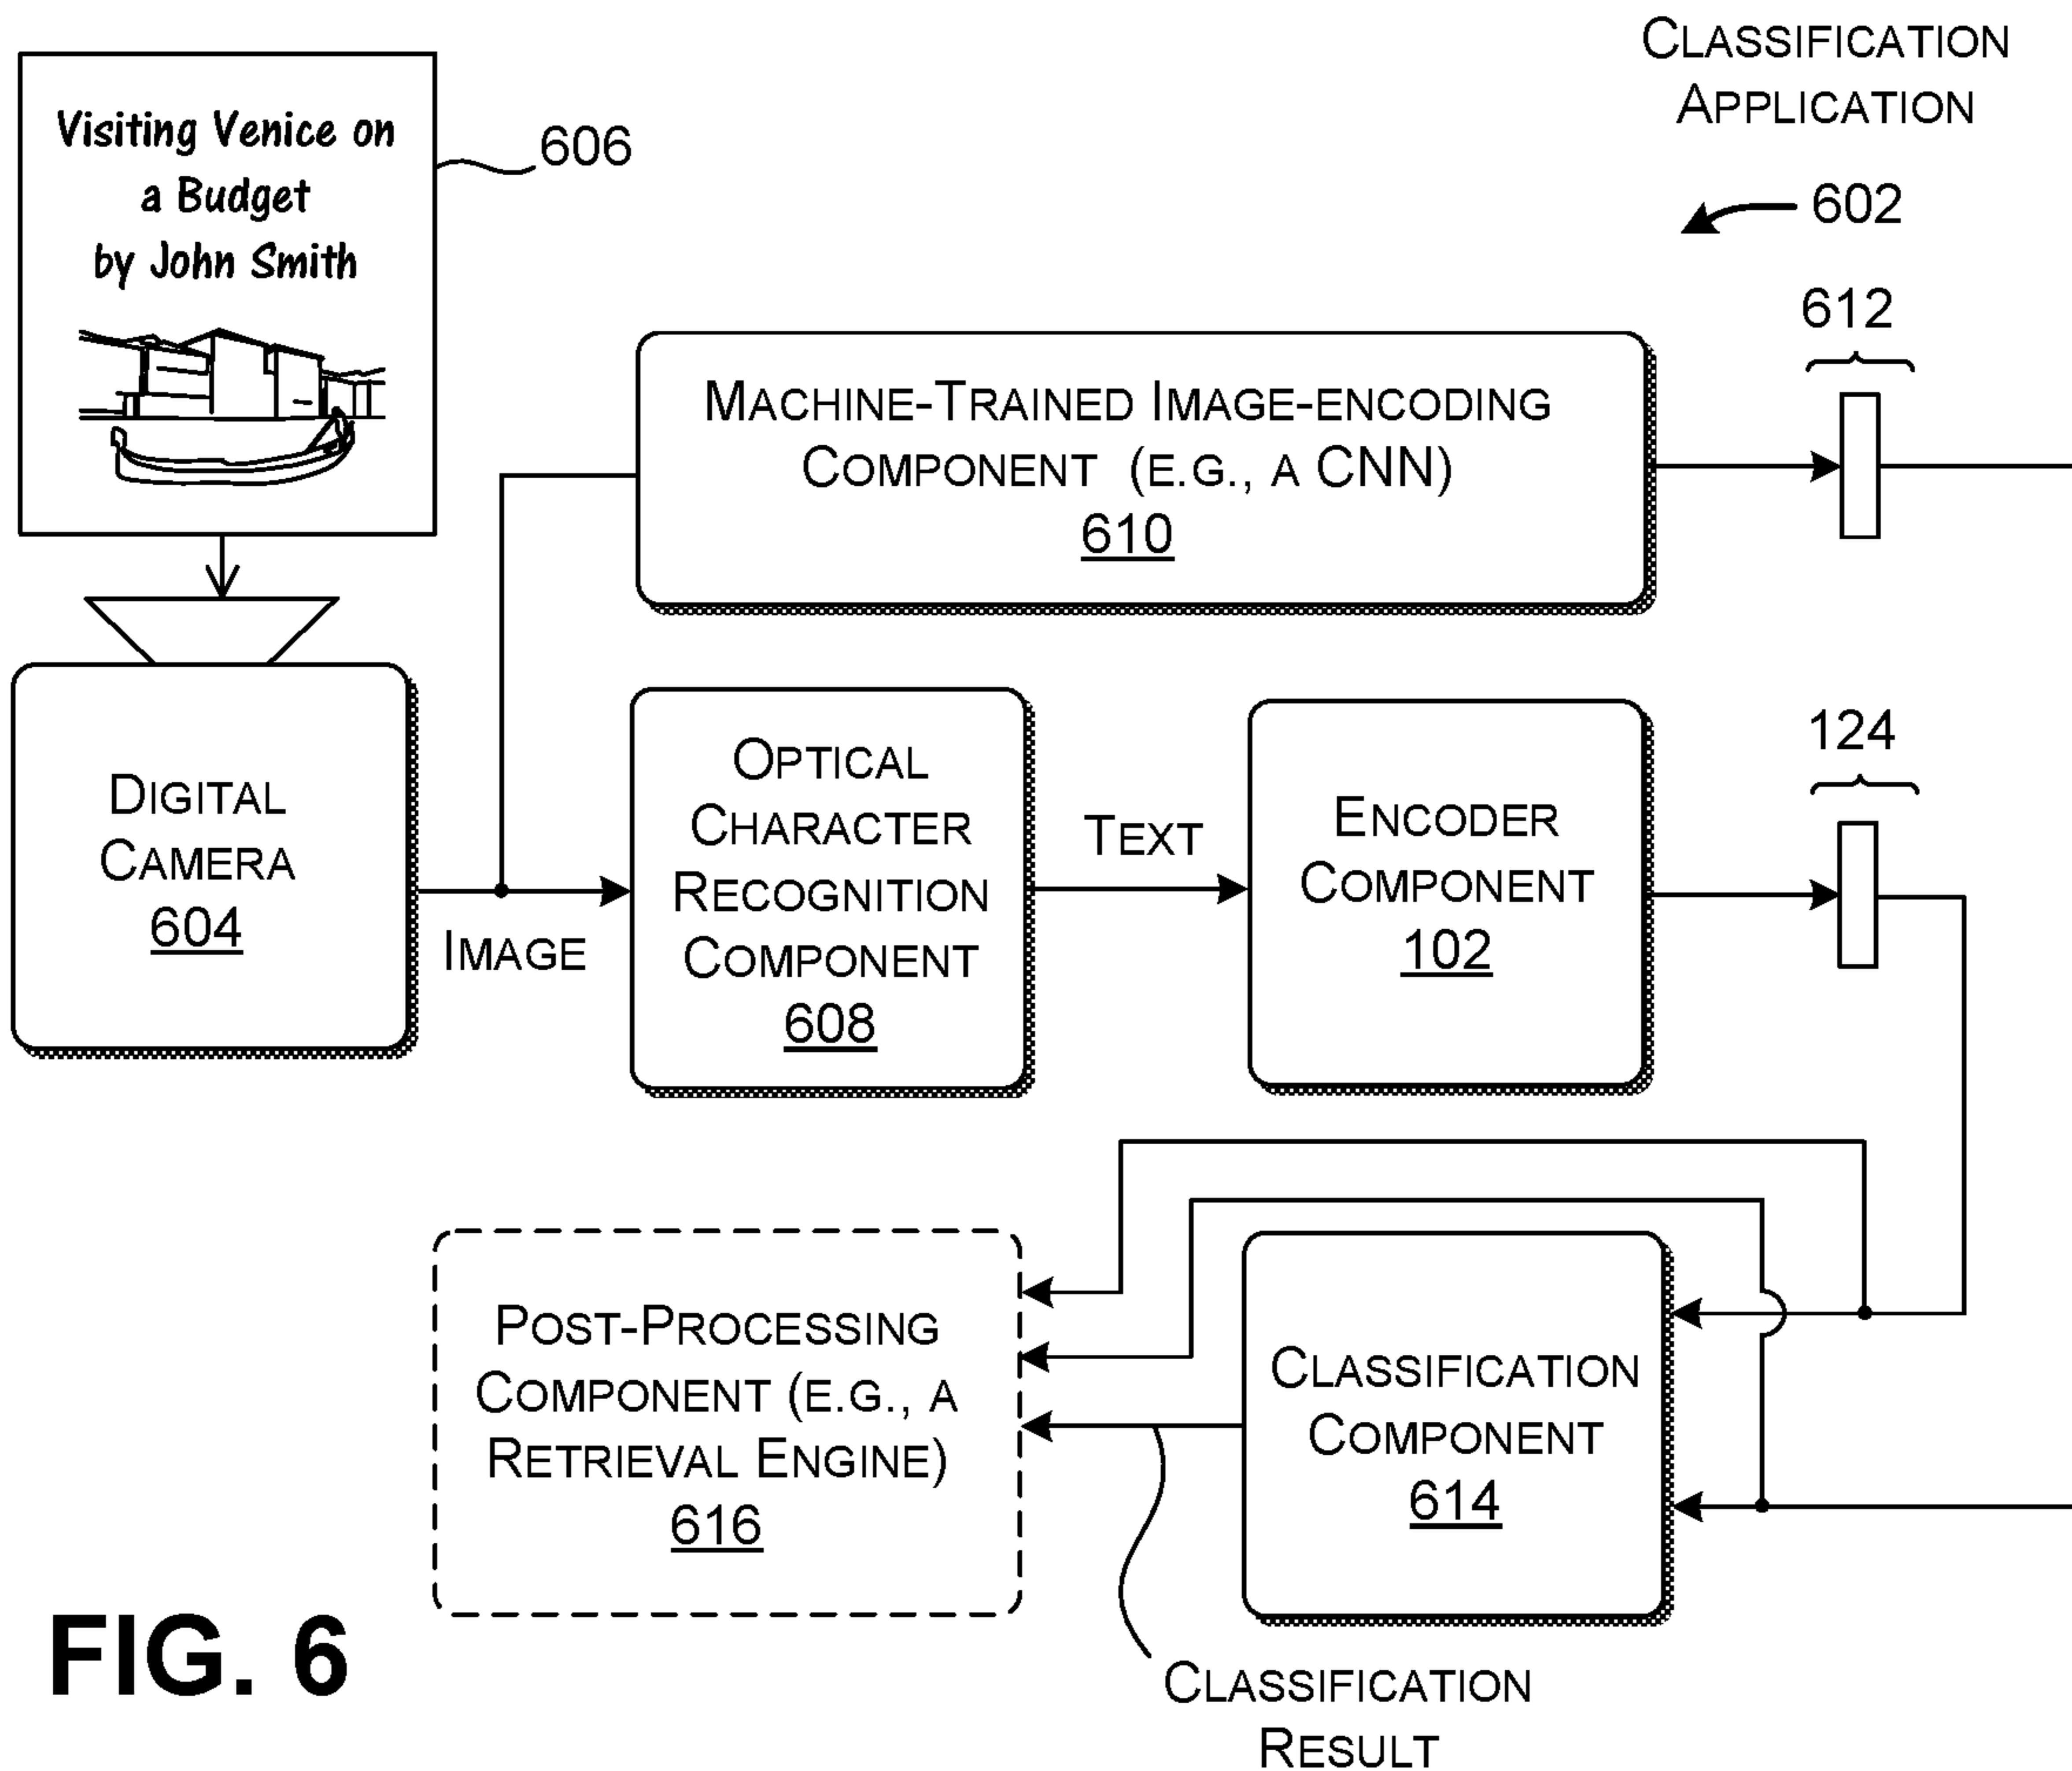 CLASSIFICATION
APPLICATION
602
Visiting Venice on
a Budget
by John Smith
606
612
MACHINE-TRAINED IMAGE-ENCODING
COMPONENT (E.G., A CNN)
610
DIGITAL
CAMERA
604
IMAGE
OPTICAL
CHARACTER
RECOGNITION
COMPONENT
608
TEXT
ENCODER
COMPONENT
102
124
POST-PROCESSING
COMPONENT (E.G., A
RETRIEVAL ENGINE)
616
CLASSIFICATION
COMPONENT
614
CLASSIFICATION
RESULT
FIG. 6